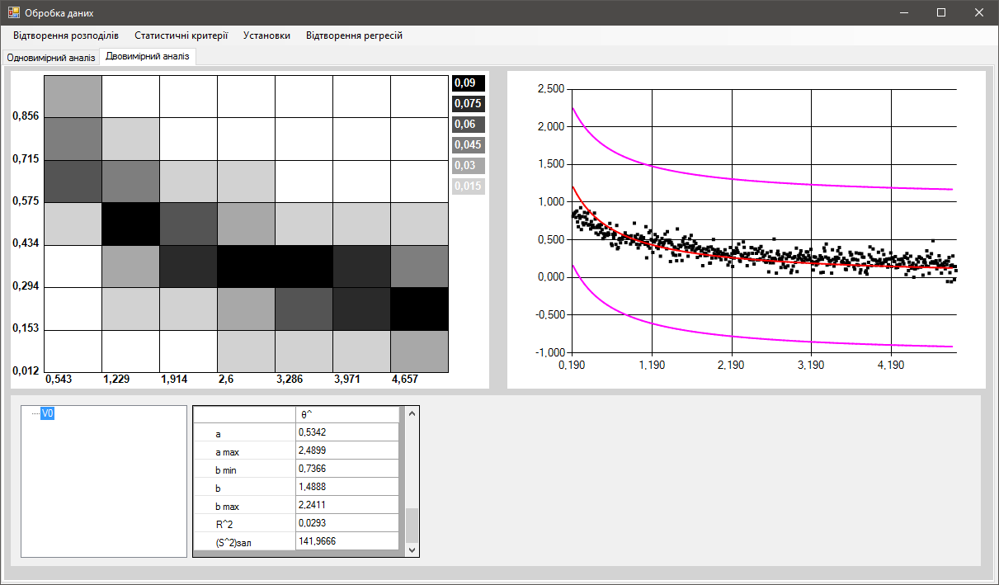 Обробка даних
Відтворення розподілів Статистичні критерії Установки Відтворення регресій
Одновимірний аналіз Двовимірний аналіз
0,856
0,715
0,575
0,434
0,294
0,153
0,012
0,543 1,229 1,914 2,6 3,286 3,971 4,657
0,09
0,075
0,06
0,045
0,03
0,015
2,500
2,000
1,500
1,000
0,500
0,000
-0,500
-1,000
0,190 1,190 2,190 3,190 4,190
V0
θ^
a 0,5342
a max 2,4899
b min 0,7366
b 1,4888
b max 2,2411
R^2 0,0293
(S^2)зал 141,9666